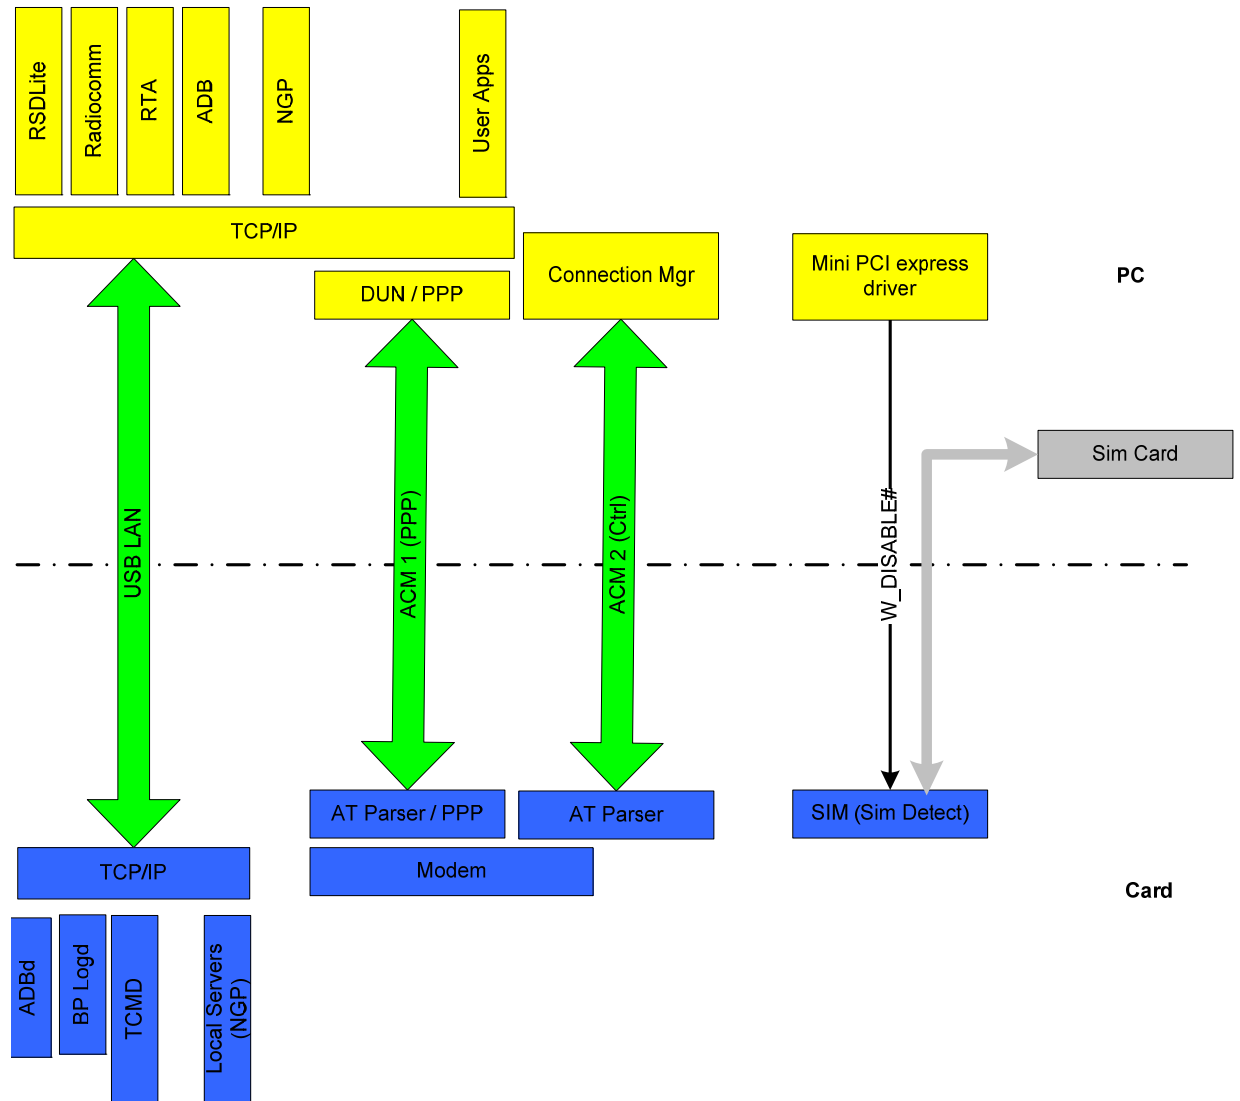 RSDLite
Radiocomm
RTA
ADB
NGP
User Apps
TCP/IP
DUN / PPP
Connection Mgr
Mini PCI express
driver
PC
Sim Card
USB LAN
ACM 1 (PPP)
ACM 2 (Ctrl)
W_DISABLE#
AT Parser / PPP
AT Parser
SIM (Sim Detect)
Modem
TCP/IP
Card
ADBd
BP Logd
TCMD
Local Servers
(NGP)